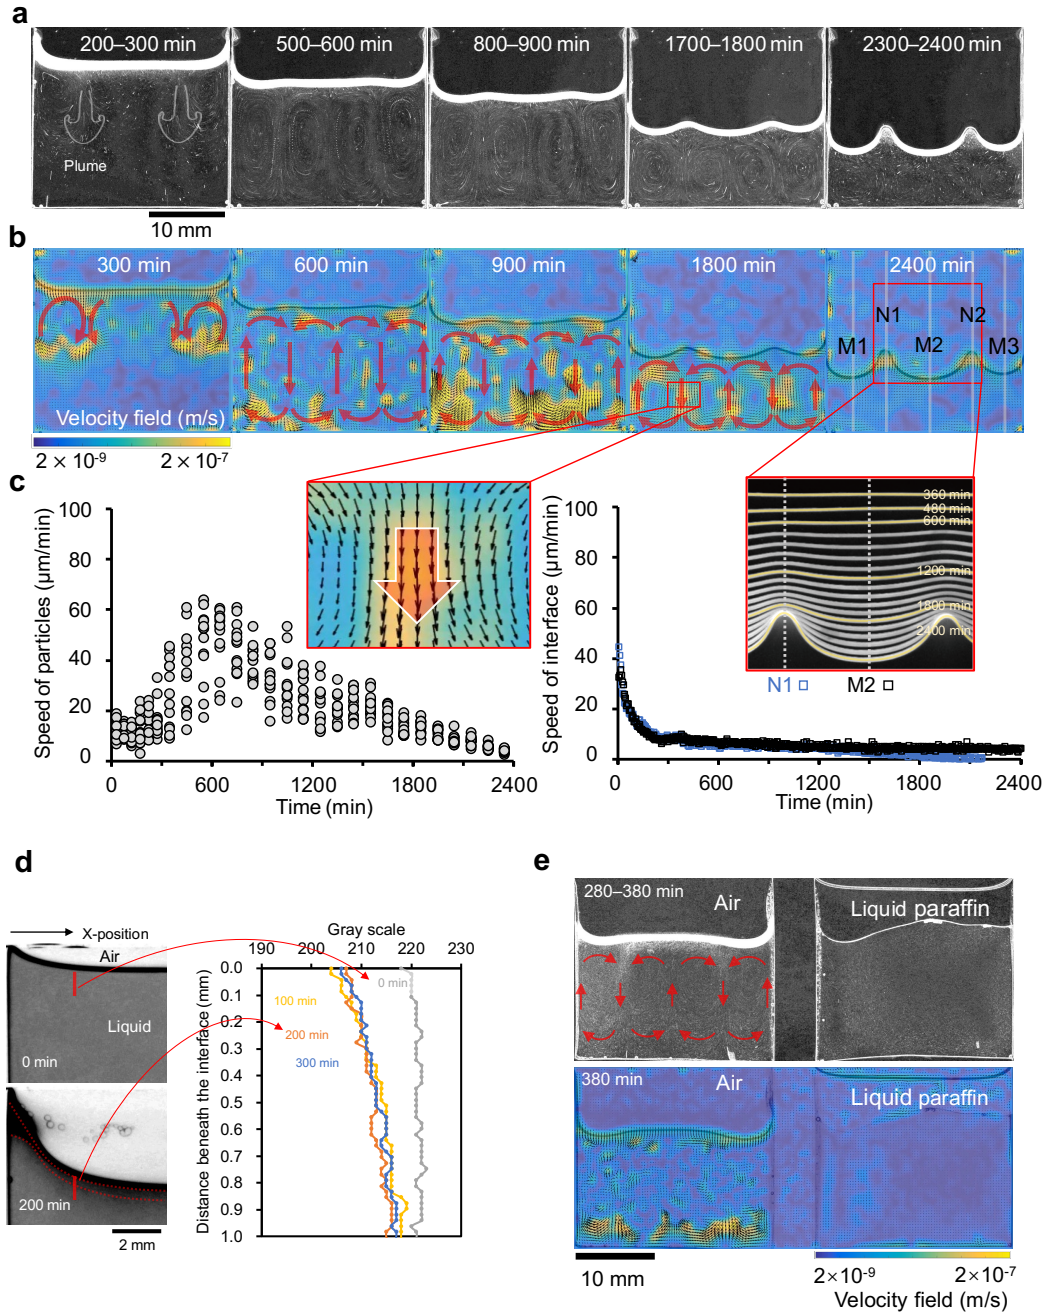 a
200–300 min
500–600 min
800–900 min
1700–1800 min
2300–2400 min
Plume
10 mm
b
300 min
600 min
900 min
1800 min
2400 min
N1
N2
M1
M2
M3
Velocity field (m/s)
2 × 10-9
2 × 10-7
c
Speed of particles (μm/min)
100
80
60
40
20
0
0
600
1200
1800
2400
Time (min)
Speed of interface (μm/min)
100
80
60
40
20
0
0
600
1200
1800
2400
Time (min)
360 min
480 min
600 min
1200 min
1800 min
2400 min
N1
M2
d
X-position
Air
Liquid
0 min
200 min
2 mm
Gray scale
190
200
210
220
230
Distance beneath the interface (mm)
0.0
0.1
0.2
0.3
0.4
0.5
0.6
0.7
0.8
0.9
1.0
0 min
100 min
200 min
300 min
e
280–380 min
Air
Liquid paraffin
380 min
Air
Liquid paraffin
10 mm
2×10-9
2×10-7
Velocity field (m/s)